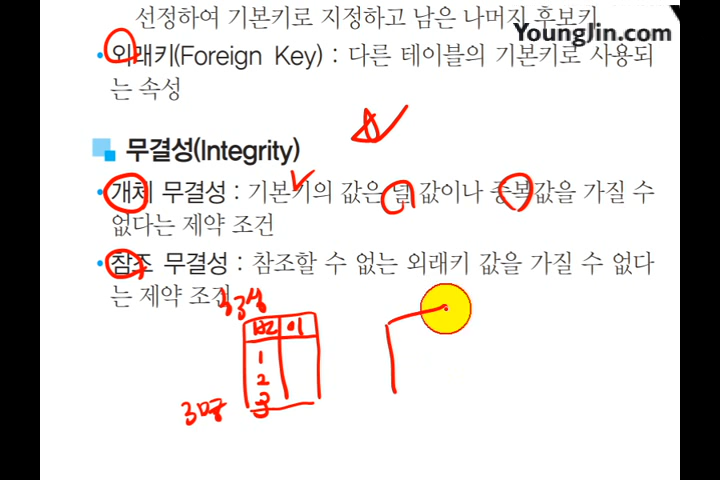 선정하여 기본키로 지정하고 남은 나머지 후보키
YoungJin.com
• 외래키(Foreign Key) : 다른 테이블의 기본키로 사용되
는 속성
무결성(Integrity)
• 개체 무결성 : 기본키의 값은 널 값이나 중복값을 가질 수
없다는 제약 조건
• 참조 무결성 : 참조할 수 없는 외래키 값을 가질 수 없다
는 제약 조건
번 이
1
2
3
3명